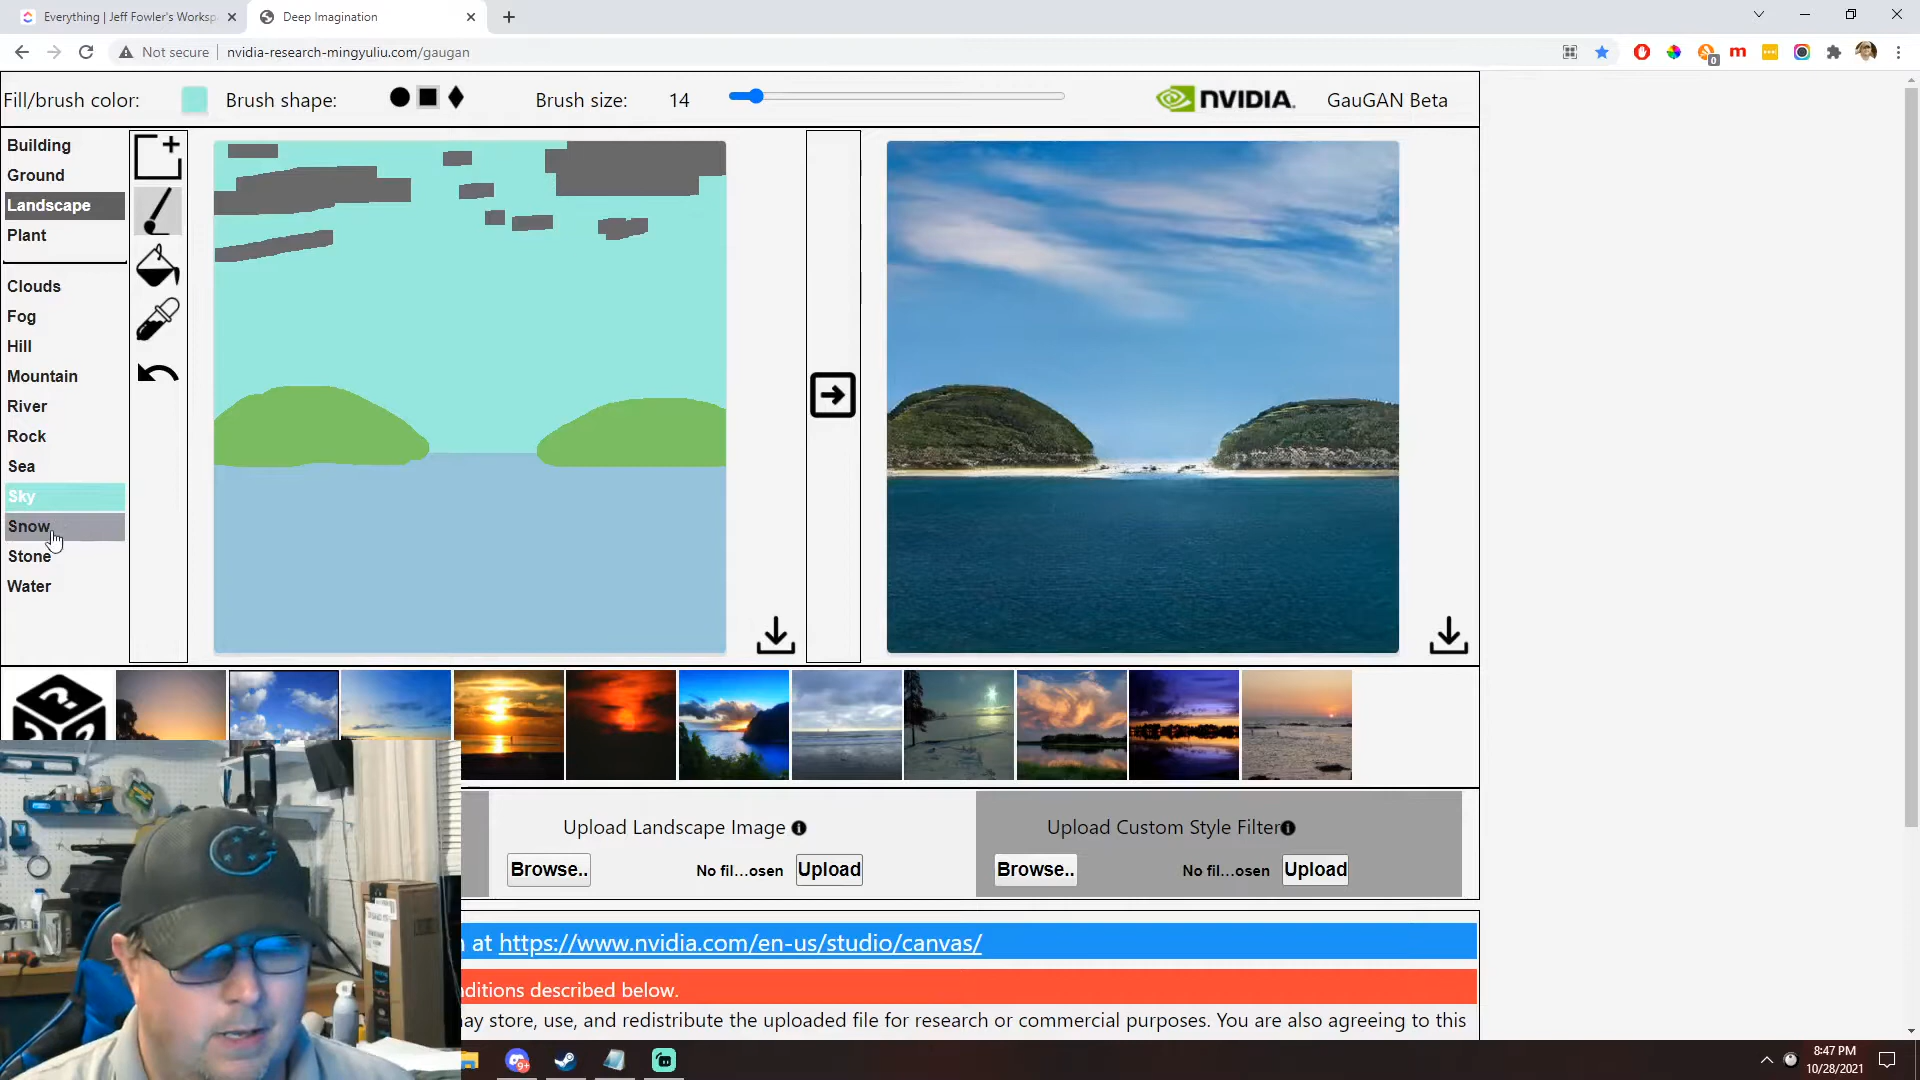 Everything | Jeff Fowler's Worksp
Deep Imagination
Not secure
nvidia-research-mingyuliu.com/gaugan
Fill/brush color:
Brush shape:
Brush size: 14
NVIDIA.
GauGAN Beta
Building
Ground
Landscape
Plant
Clouds
Fog
Hill
Mountain
River
Rock
Sea
Sky
Snow
Stone
Water
Upload Landscape Image
Browse..
No fil...osen
Upload
Upload Custom Style Filter
Browse..
No fil...osen
Upload
at https://www.nvidia.com/en-us/studio/canvas/
nditions described below.
may store, use, and redistribute the uploaded file for research or commercial purposes. You are also agreeing to this
8:47 PM
10/28/2021